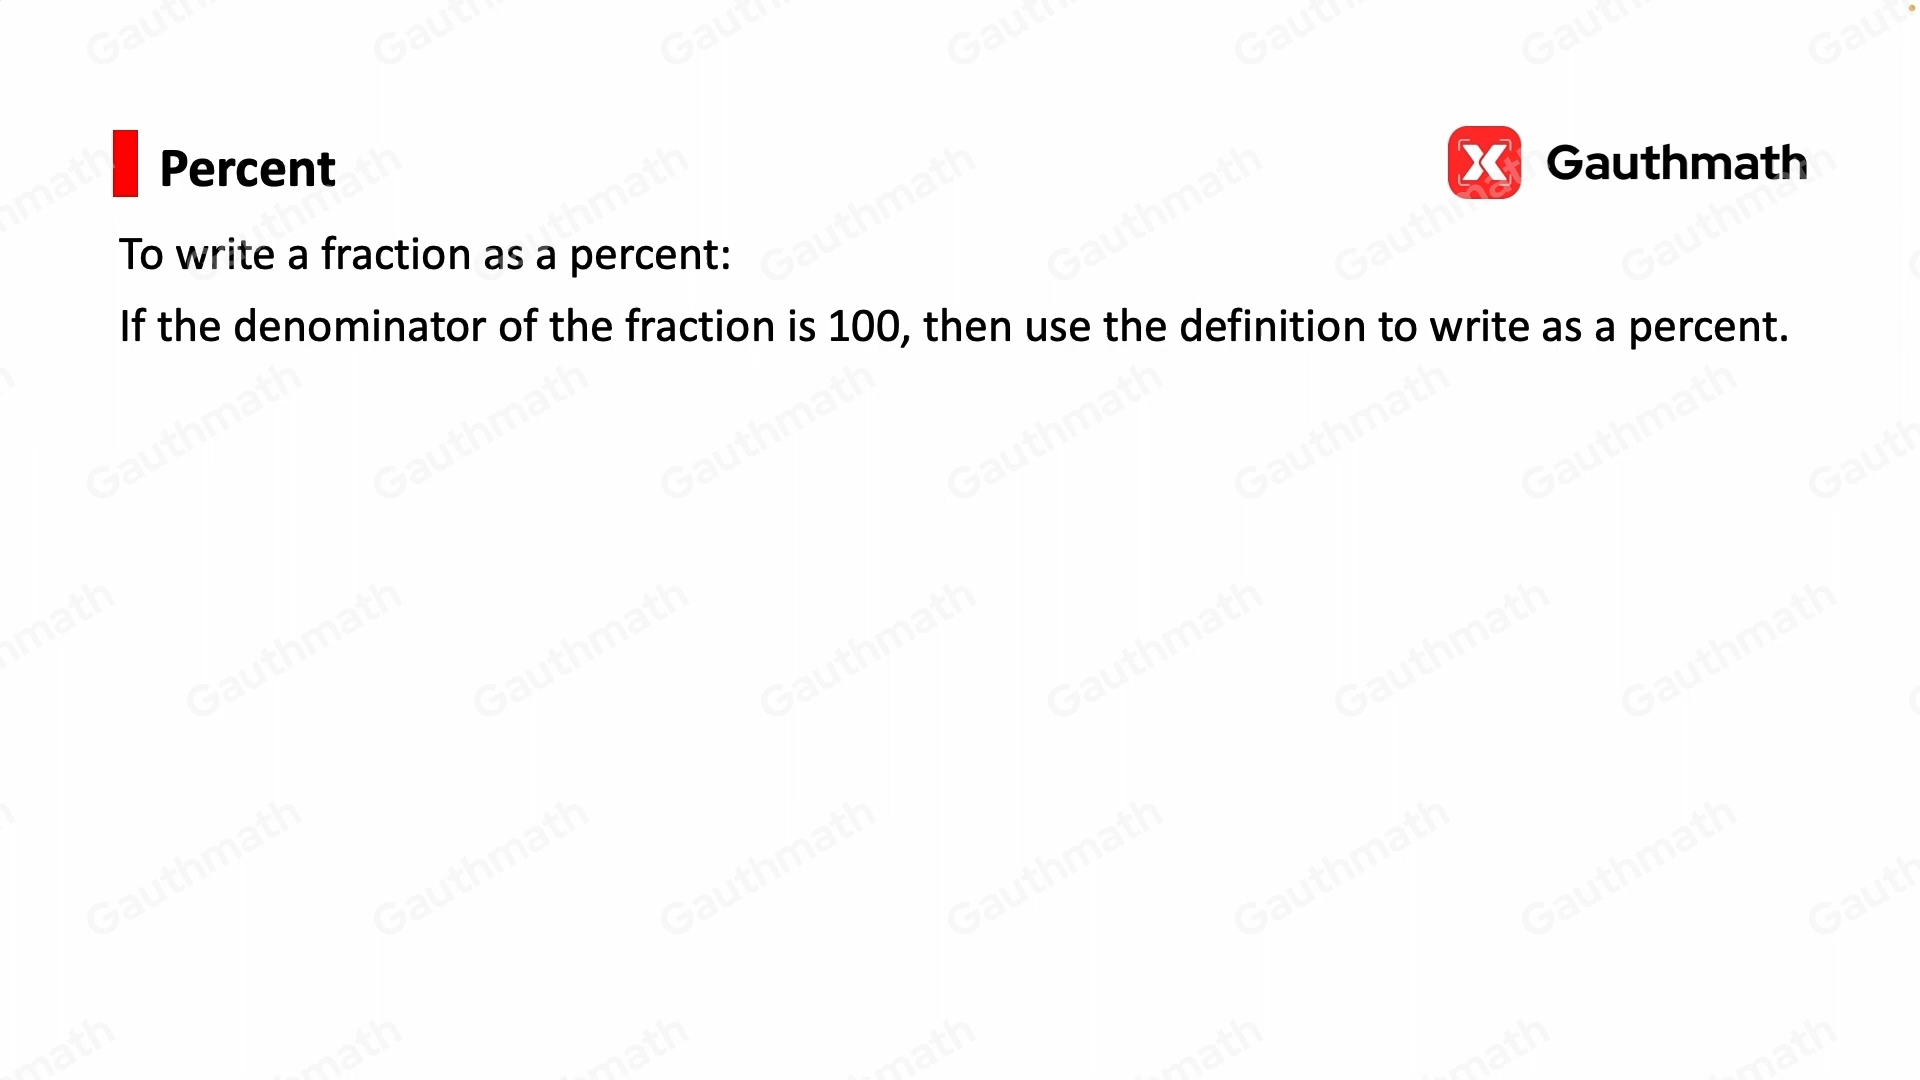 Percent
Gauthmath
To write a fraction as a percent:
If the denominator of the fraction is 100, then use the definition to write as a percent.